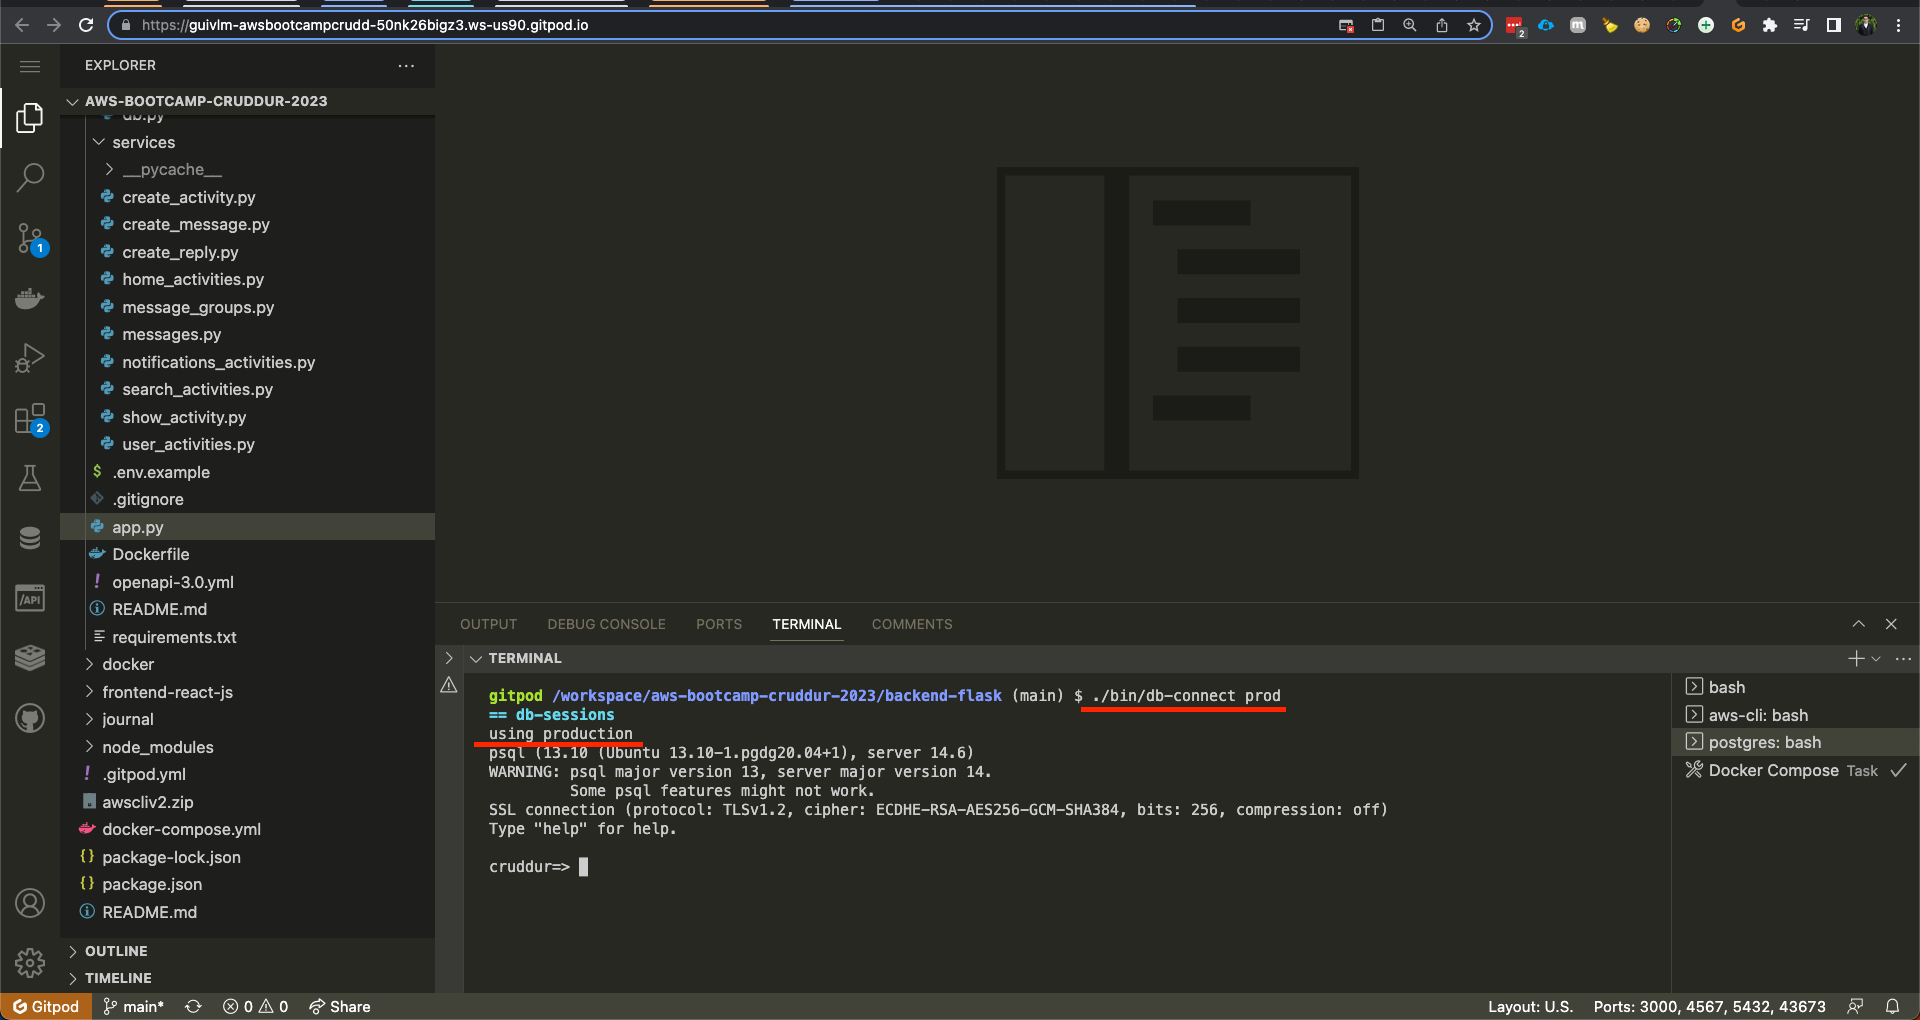 https://guivlm-awsbootcampcrudd-50nk26bigz3.ws-us90.gitpod.io
2
EXPLORER
AWS-BOOTCAMP-CRUDDUR-2023
db.py
services
__pycache__
create_activity.py
create_message.py
create_reply.py
home_activities.py
message_groups.py
messages.py
notifications_activities.py
search_activities.py
show_activity.py
user_activities.py
$ .env.example
.gitignore
app.py
Dockerfile
! openapi-3.0.yml
README.md
requirements.txt
docker
frontend-react-js
journal
node_modules
! .gitpod.yml
awscliv2.zip
docker-compose.yml
{} package-lock.json
{} package.json
README.md
OUTLINE
TIMELINE
1
2
/API
OUTPUT
DEBUG CONSOLE
PORTS
TERMINAL
COMMENTS
TERMINAL
gitpod /workspace/aws-bootcamp-cruddur-2023/backend-flask (main) $ ./bin/db-connect prod
== db-sessions
using production
psql (13.10 (Ubuntu 13.10-1.pgdg20.04+1), server 14.6)
WARNING: psql major version 13, server major version 14.
Some psql features might not work.
SSL connection (protocol: TLSv1.2, cipher: ECDHE-RSA-AES256-GCM-SHA384, bits: 256, compression: off)
Type "help" for help.
cruddur=>
bash
aws-cli: bash
postgres: bash
Docker Compose Task
Gitpod
main*
0
0
Share
Layout: U.S.
Ports: 3000, 4567, 5432, 43673